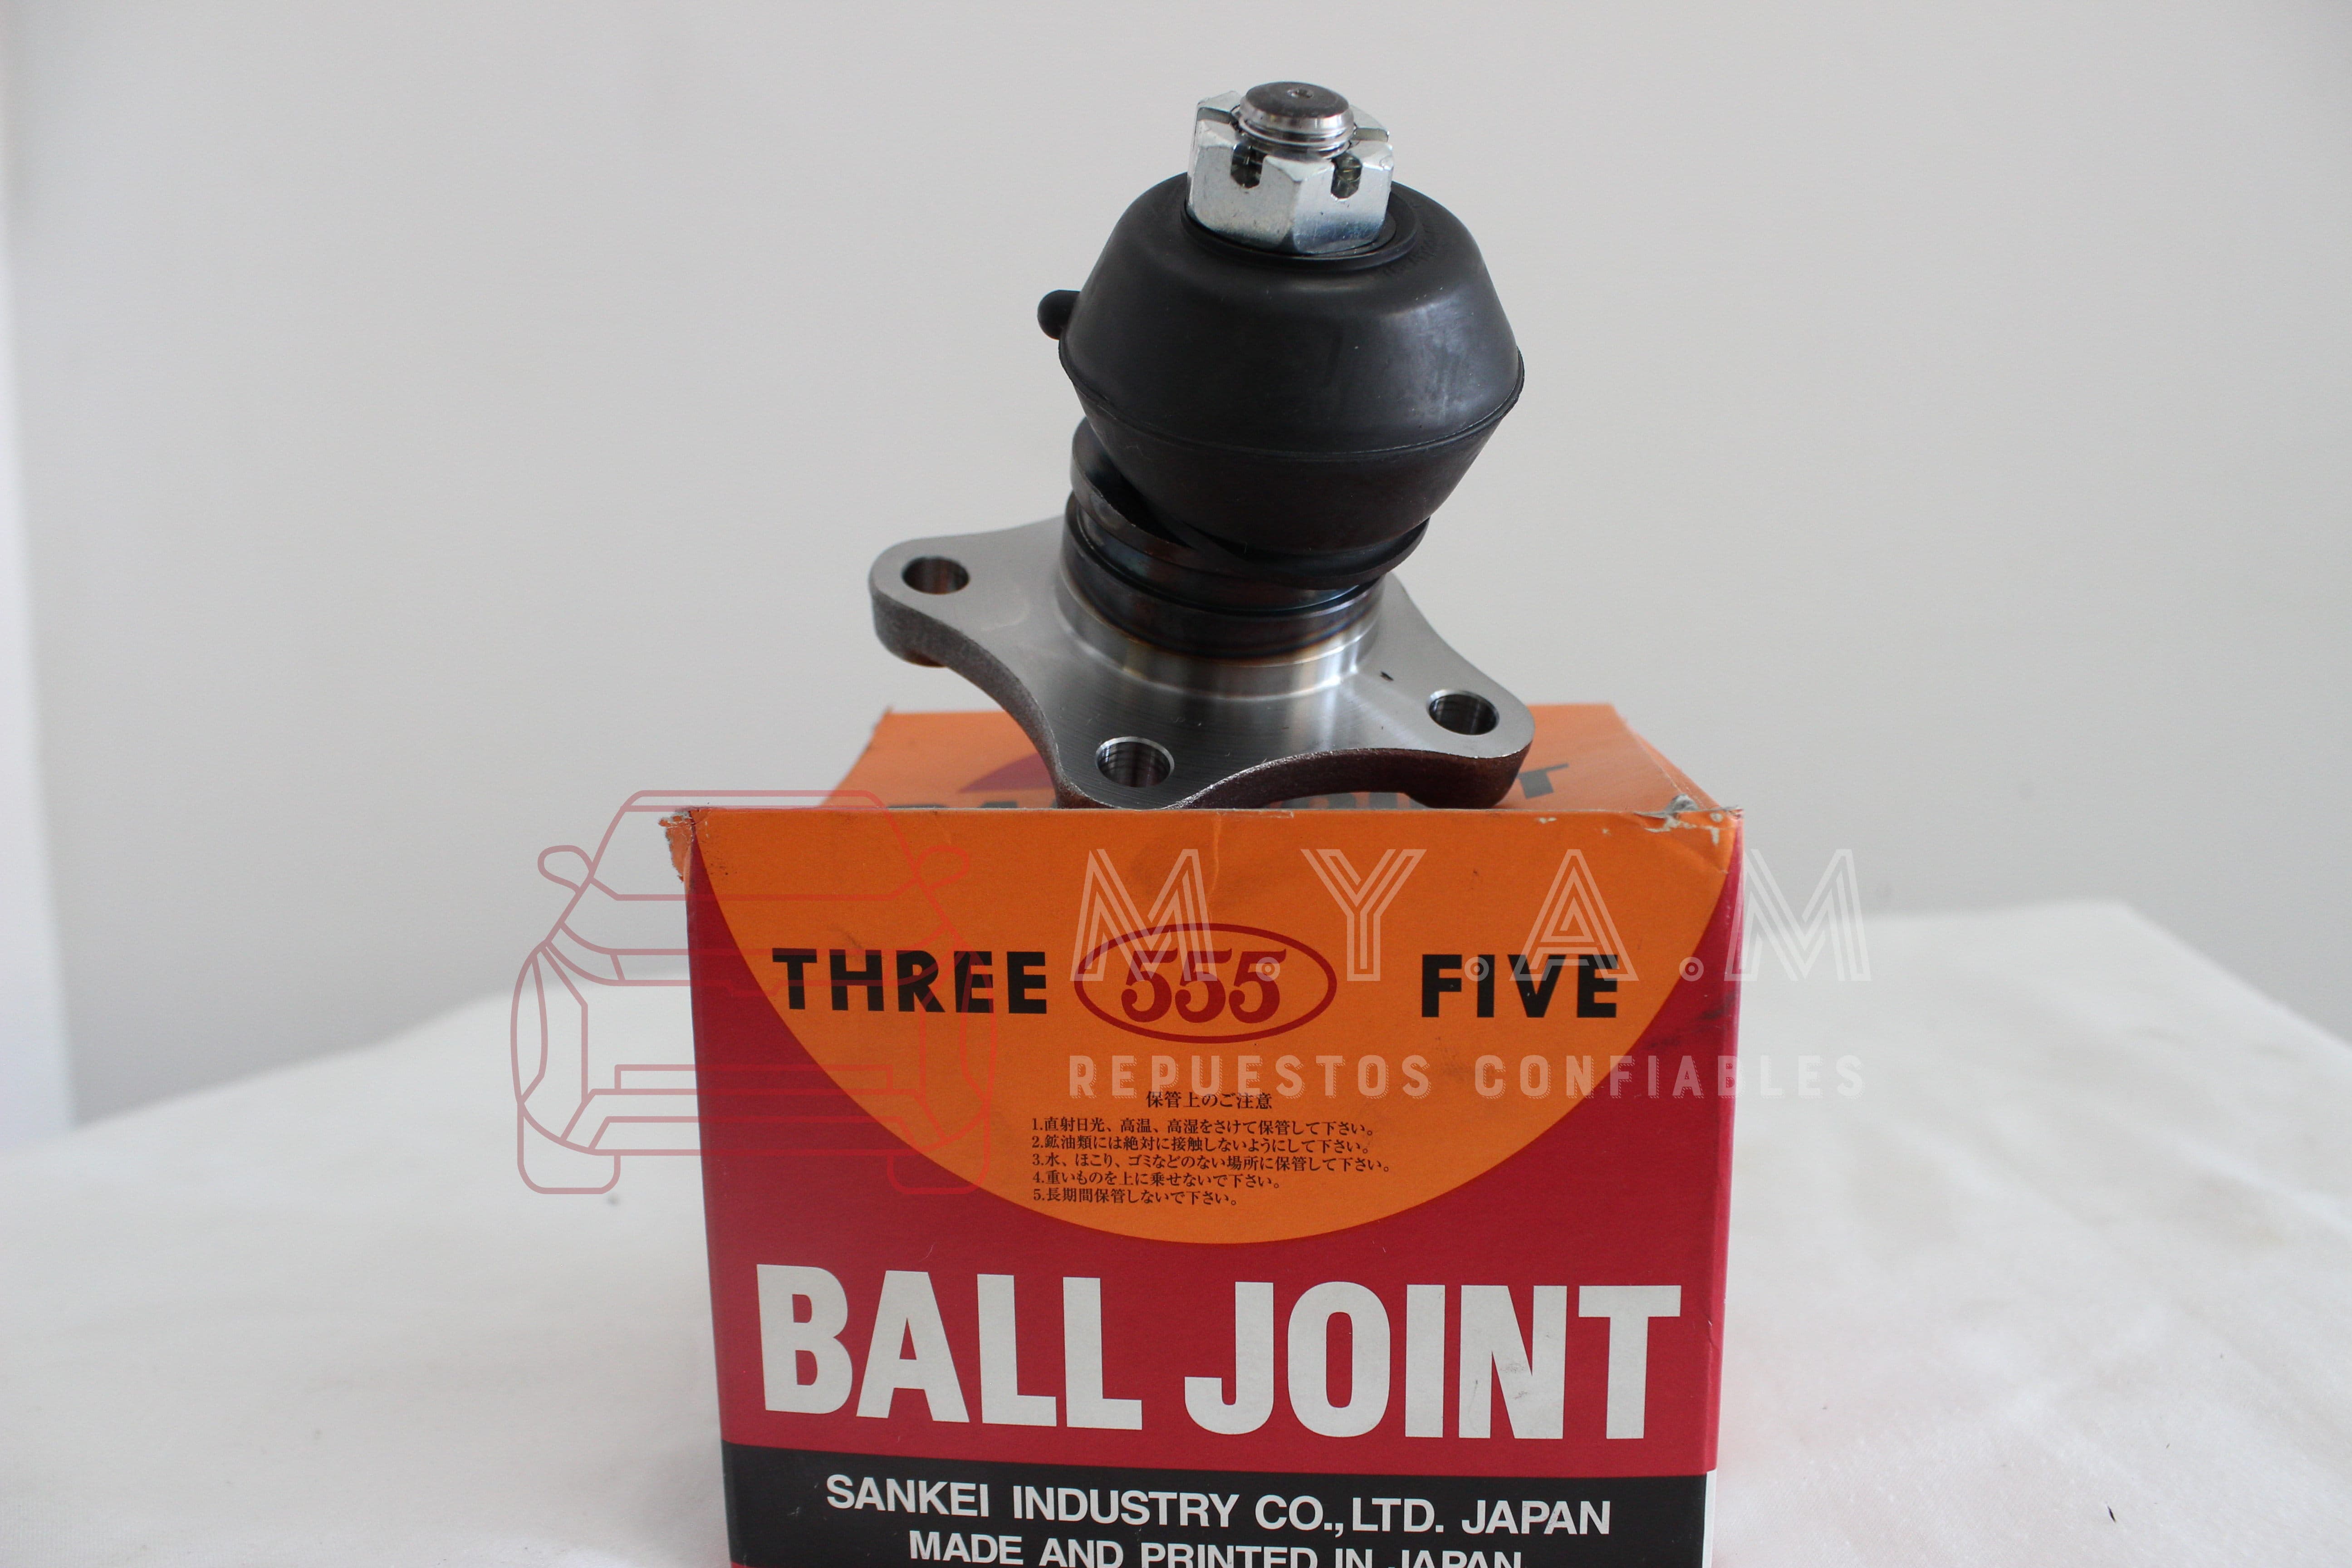 THREE 555 FIVE
M.Y.A.M
REPUESTOS CONFIABLES
保管上のご注意
1.直射日光、高温、高湿をさけて保管して下さい。
2.鉱油類には絶対に接触しないようにして下さい。
3.水、ほこり、ゴミなどのない場所に保管して下さい。
4.重いものを上に乗せないで下さい。
5.長期間保管しないで下さい。
BALL JOINT
SANKEI INDUSTRY CO.,LTD. JAPAN
MADE AND PRINTED IN JAPAN